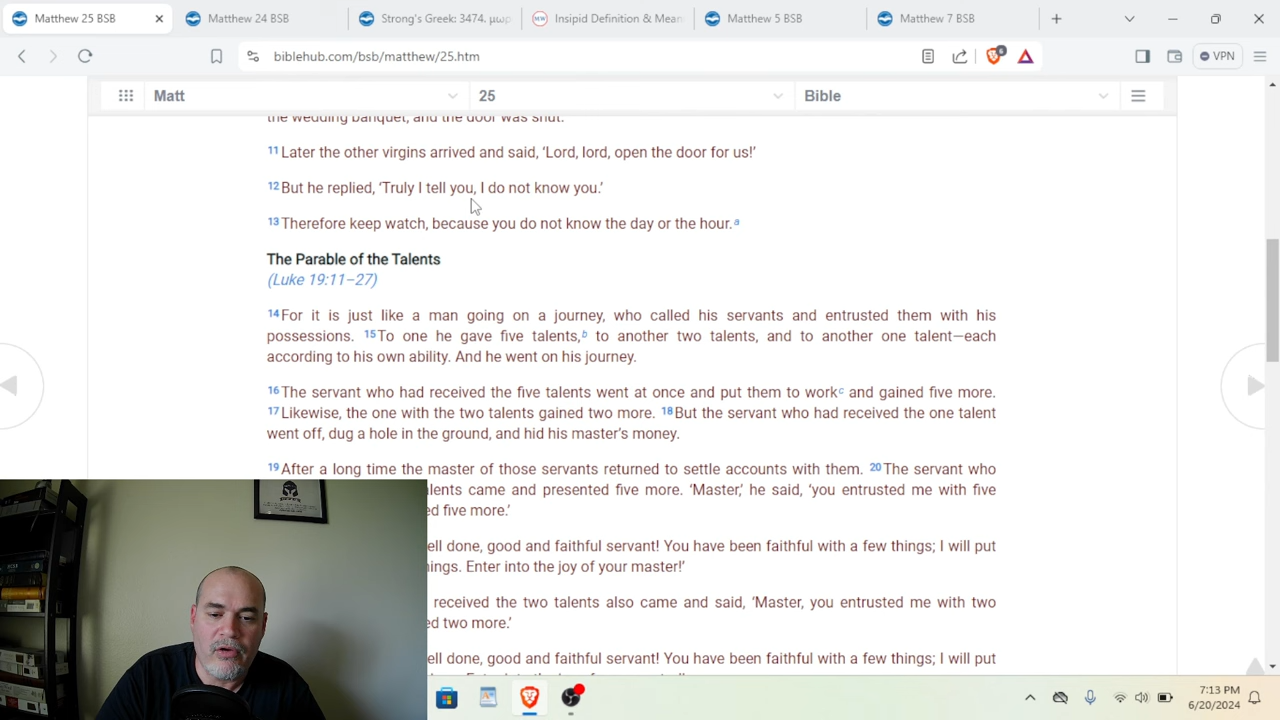 Matthew 25 BSB
Matthew 24 BSB
Strong's Greek: 3474. μωρ
Insipid Definition & Mean
Matthew 5 BSB
Matthew 7 BSB
biblehub.com/bsb/matthew/25.htm
6
VPN
Matt
25
Bible
the wedding banquet, and the door was shut.
11 Later the other virgins arrived and said, ‘Lord, lord, open the door for us!’
12 But he replied, ‘Truly I tell you, I do not know you.’
13 Therefore keep watch, because you do not know the day or the hour. a
The Parable of the Talents
(Luke 19:11–27)
14 For it is just like a man going on a journey, who called his servants and entrusted them with his
possessions. 15 To one he gave five talents, b to another two talents, and to another one talent—each
according to his own ability. And he went on his journey.
16 The servant who had received the five talents went at once and put them to work c and gained five more.
17 Likewise, the one with the two talents gained two more. 18 But the servant who had received the one talent
went off, dug a hole in the ground, and hid his master’s money.
19 After a long time the master of those servants returned to settle accounts with them. 20 The servant who
lents came and presented five more. ‘Master,’ he said, ‘you entrusted me with five
ed five more.’
ell done, good and faithful servant! You have been faithful with a few things; I will put
ings. Enter into the joy of your master!’
received the two talents also came and said, ‘Master, you entrusted me with two
ed two more.’
ell done, good and faithful servant! You have been faithful with a few things; I will put
7:13 PM
6/20/2024